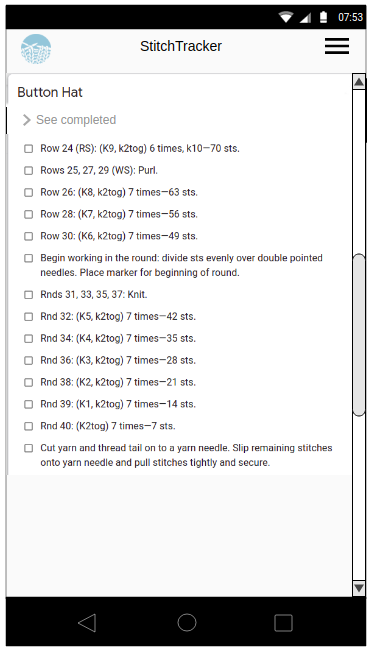 07:53
StitchTracker
Button Hat
See completed
Row 24 (RS): (K9, k2tog) 6 times, k10—70 sts.
Rows 25, 27, 29 (WS): Purl.
Row 26: (K8, k2tog) 7 times—63 sts.
Row 28: (K7, k2tog) 7 times—56 sts.
Row 30: (K6, k2tog) 7 times—49 sts.
Begin working in the round: divide sts evenly over double pointed
needles. Place marker for beginning of round.
Rnds 31, 33, 35, 37: Knit.
Rnd 32: (K5, k2tog) 7 times—42 sts.
Rnd 34: (K4, k2tog) 7 times—35 sts.
Rnd 36: (K3, k2tog) 7 times—28 sts.
Rnd 38: (K2, k2tog) 7 times—21 sts.
Rnd 39: (K1, k2tog) 7 times—14 sts.
Rnd 40: (K2tog) 7 times—7 sts.
Cut yarn and thread tail on to a yarn needle. Slip remaining stitches
onto yarn needle and pull stitches tightly and secure.